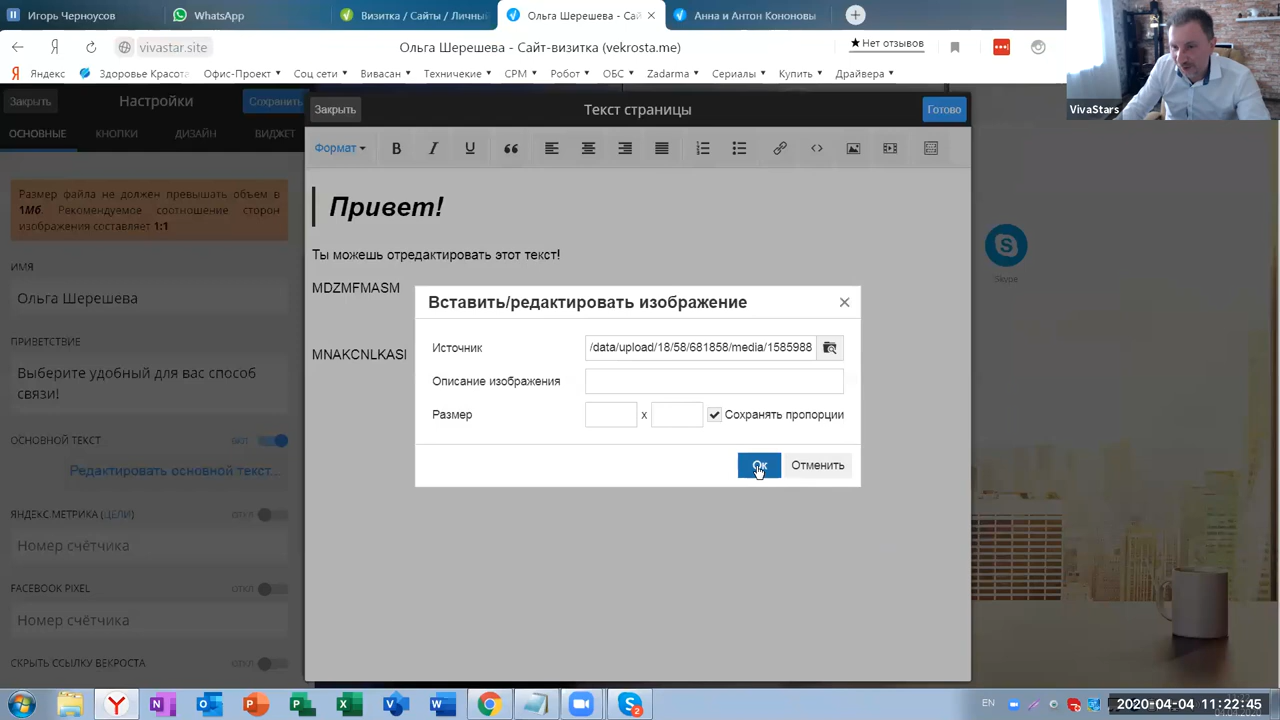 Игорь Черноусов
WhatsApp
Визитка / Сайты / Личный
Ольга Шерешева - Сай
Анна и Антон Кононовы
vivastar.site
Ольга Шерешева - Сайт-визитка (vekrosta.me)
Нет отзывов
Яндекс
Здоровье Красота
Офис-Проект
Соц сети
Вивасан
Технические
СРМ
Робот
ОБС
Zadarma
Сериалы
Купить
Драйвера
VivaStars
Закрыть
Настройки
Сохранить
Закрыть
Текст страницы
Готово
ОСНОВНЫЕ
КНОПКИ
ДИЗАЙН
ВИДЖЕТ
Формат
B
I
U
Размер файла не должен превышать объем в
1Мб. Рекомендуемое соотношение сторон
изображения составляет 1:1
Привет!
Ты можешь отредактировать этот текст!
MDZMFMASM
MNAKCNLKASI
Skype
ИМЯ
Ольга Шерешева
ПРИВЕТСТВИЕ
Выберите удобный для вас способ
связи!
ОСНОВНОЙ ТЕКСТ
ВКЛ
Редактировать основной текст...
ЯНДЕКС.МЕТРИКА (ЦЕЛИ)
ОТКЛ
Номер счётчика
FACEBOOK PIXEL
ОТКЛ
Номер счётчика
СКРЫТЬ ССЫЛКУ ВЕКРОСТА
ОТКЛ
Вставить/редактировать изображение
Источник
/data/upload/18/58/681858/media/1585988
Описание изображения
Размер
x
Сохранять пропорции
Ок
Отменить
EN
2020-04-04 11:22:45